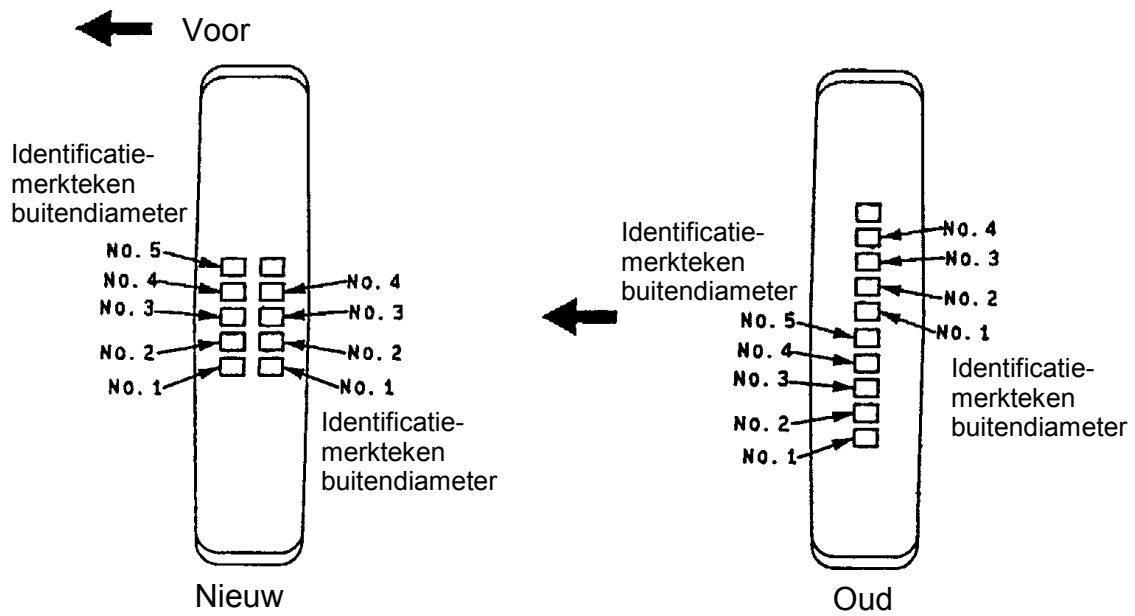 Voor
Identificatie-
merkteken
buitendiameter
NO. 5
NO. 4
NO. 3
NO. 2
NO. 1
NO. 4
NO. 3
NO. 2
NO. 1
Identificatie-
merkteken
buitendiameter
Nieuw
Identificatie-
merkteken
buitendiameter
NO. 5
NO. 4
NO. 3
NO. 2
NO. 1
NO. 4
NO. 3
NO. 2
NO. 1
Identificatie-
merkteken
buitendiameter
Oud